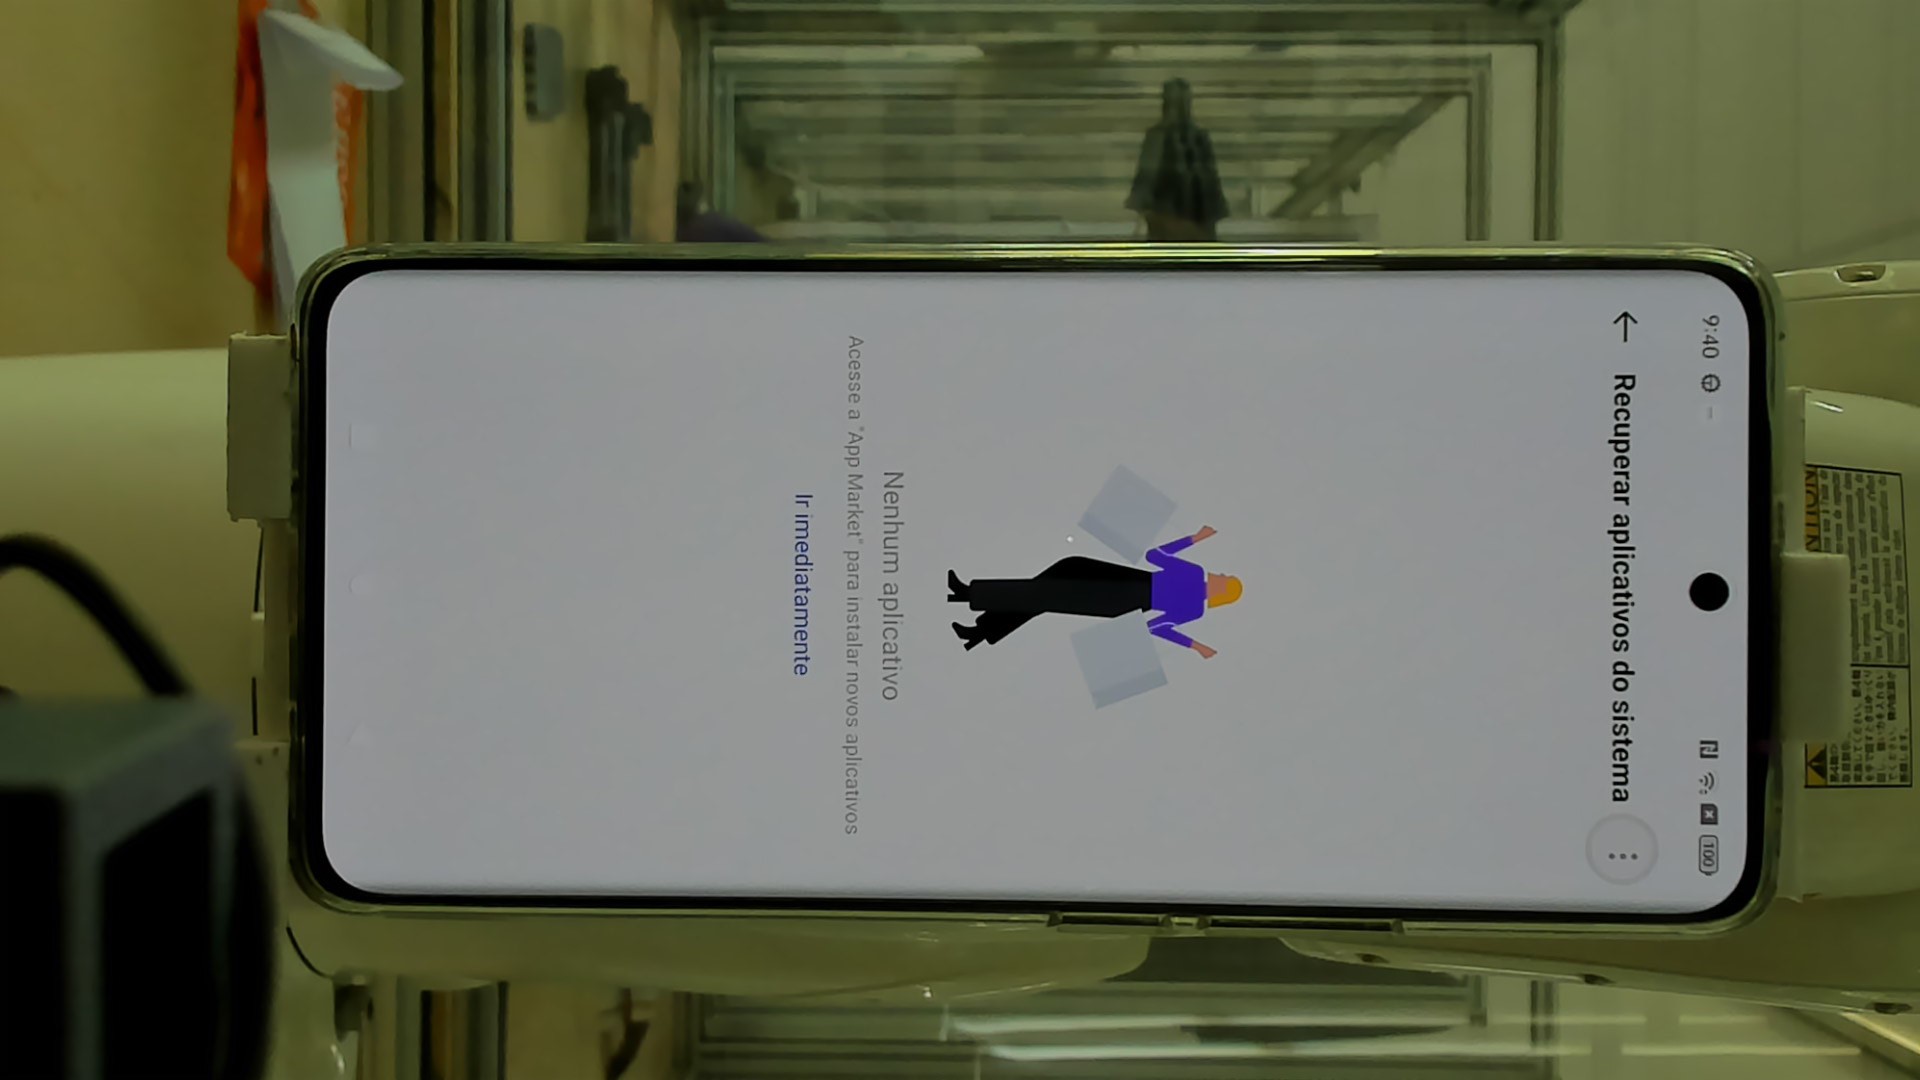 9:40
100
Recuperar aplicativos do sistema
Nenhum aplicativo
Acesse a "App Market" para instalar novos aplicativos
Ir imediatamente